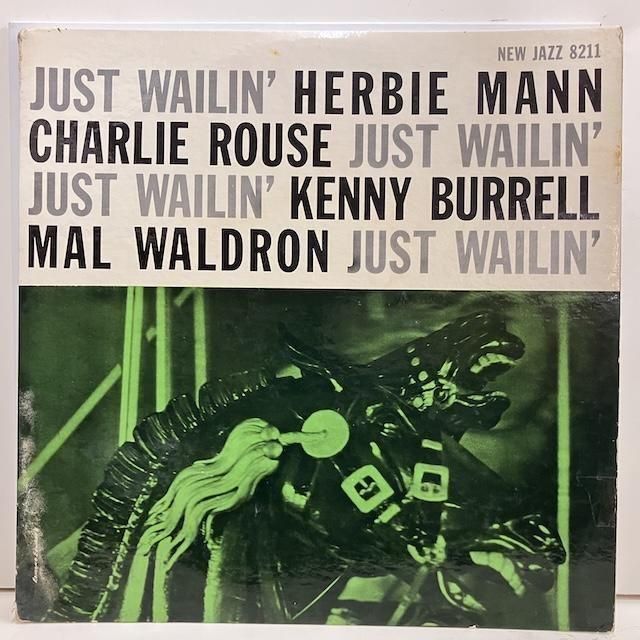 NEW JAZZ 8211
JUST WAILIN' HERBIE MANN
CHARLIE ROUSE JUST WAILIN'
JUST WAILIN' KENNY BURRELL
MAL WALDRON JUST WAILIN'